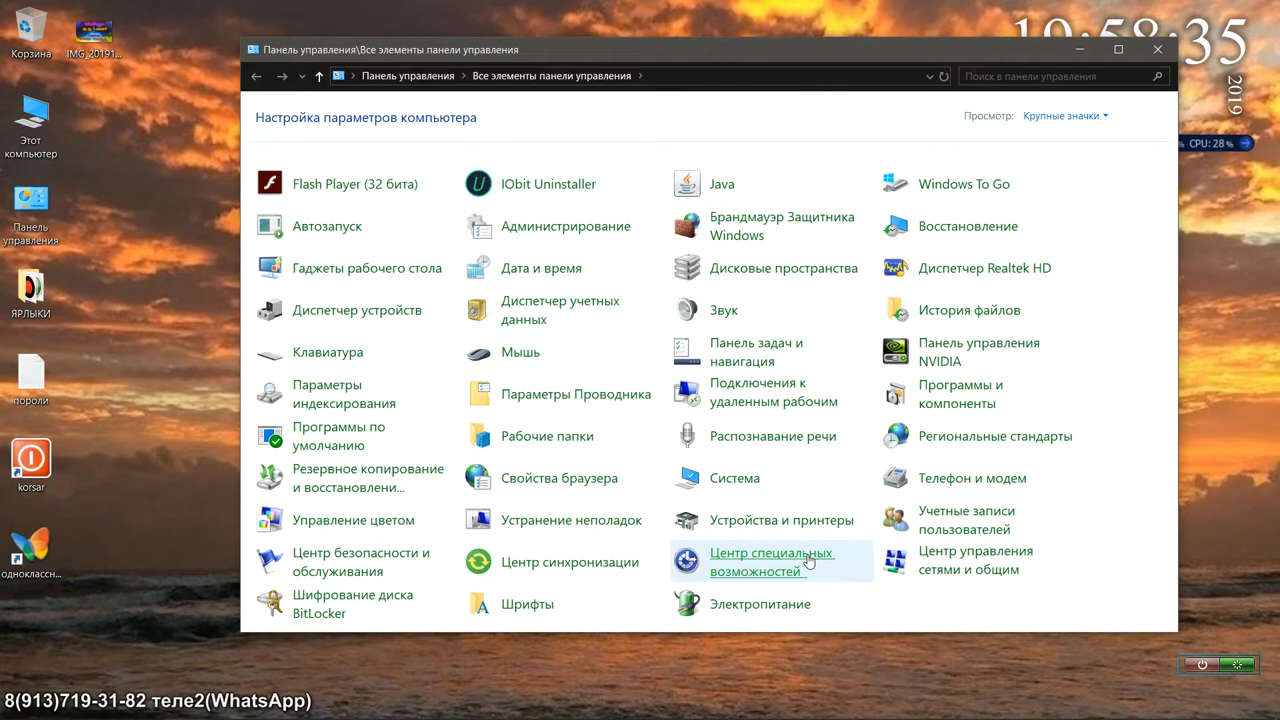 19:58:35
2019
CPU: 28 %
Корзина
IMG_20191...
Этот
компьютер
Панель
управления
ЯРЛЫКИ
пороли
korsar
одноклассн...
Панель управления\Все элементы панели управления
Панель управления > Все элементы панели управления >
Поиск в панели управления
Настройка параметров компьютера
Просмотр: Крупные значки
Flash Player (32 бита)
IObit Uninstaller
Java
Windows To Go
Автозапуск
Администрирование
Брандмауэр Защитника
Windows
Восстановление
Гаджеты рабочего стола
Дата и время
Дисковые пространства
Диспетчер Realtek HD
Диспетчер устройств
Диспетчер учетных
данных
Звук
История файлов
Клавиатура
Мышь
Панель задач и
навигация
Панель управления
NVIDIA
Параметры
индексирования
Параметры Проводника
Подключения к
удаленным рабочим
Программы и
компоненты
Программы по
умолчанию
Рабочие папки
Распознавание речи
Региональные стандарты
Резервное копирование
и восстановлени...
Свойства браузера
Система
Телефон и модем
Управление цветом
Устранение неполадок
Устройства и принтеры
Учетные записи
пользователей
Центр безопасности и
обслуживания
Центр синхронизации
Центр специальных
возможностей
Центр управления
сетями и общим
Шифрование диска
BitLocker
Шрифты
Электропитание
8(913)719-31-82 теле2(WhatsApp)